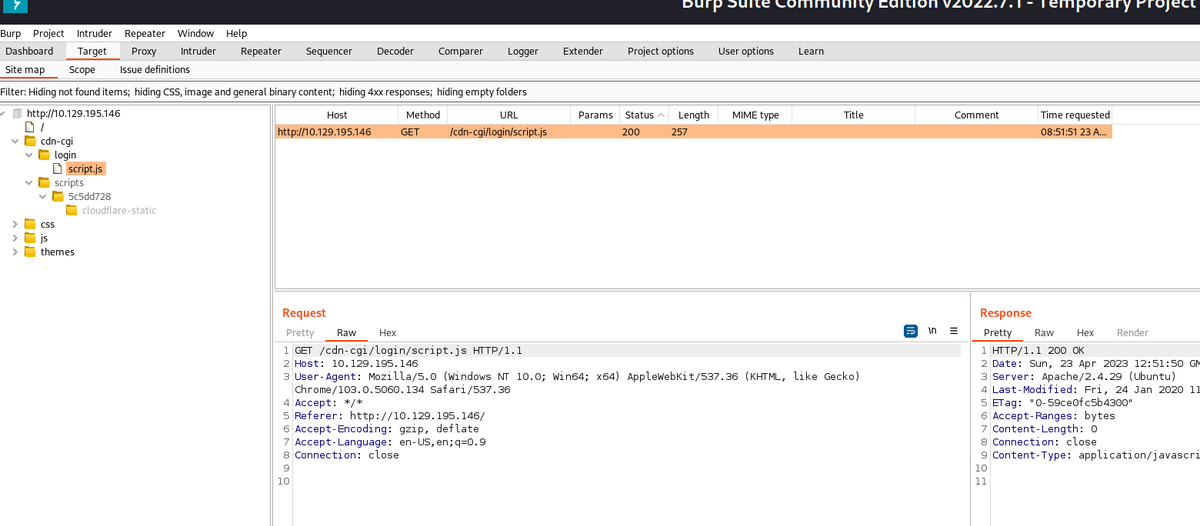 Burp Suite Community Edition v2022.7.1 - Temporary Project
Burp Project Intruder Repeater Window Help
Dashboard Target Proxy Intruder Repeater Sequencer Decoder Comparer Logger Extender Project options User options Learn
Site map Scope Issue definitions
Filter: Hiding not found items; hiding CSS, image and general binary content; hiding 4xx responses; hiding empty folders
http://10.129.195.146
/
cdn-cgi
login
script.js
scripts
5c5dd728
cloudflare-static
css
js
themes
Host Method URL Params Status Length MIME type Title Comment Time requested
http://10.129.195.146 GET /cdn-cgi/login/script.js 200 257 08:51:51 23 A...
Request
Pretty Raw Hex \n
1 GET /cdn-cgi/login/script.js HTTP/1.1
2 Host: 10.129.195.146
3 User-Agent: Mozilla/5.0 (Windows NT 10.0; Win64; x64) AppleWebKit/537.36 (KHTML, like Gecko)
Chrome/103.0.5060.134 Safari/537.36
4 Accept: */*
5 Referer: http://10.129.195.146/
6 Accept-Encoding: gzip, deflate
7 Accept-Language: en-US,en;q=0.9
8 Connection: close
9
10
Response
Pretty Raw Hex Render
1 HTTP/1.1 200 OK
2 Date: Sun, 23 Apr 2023 12:51:50 GM
3 Server: Apache/2.4.29 (Ubuntu)
4 Last-Modified: Fri, 24 Jan 2020 11
5 ETag: "0-59ce0fc5b4300"
6 Accept-Ranges: bytes
7 Content-Length: 0
8 Connection: close
9 Content-Type: application/javascri
10
11